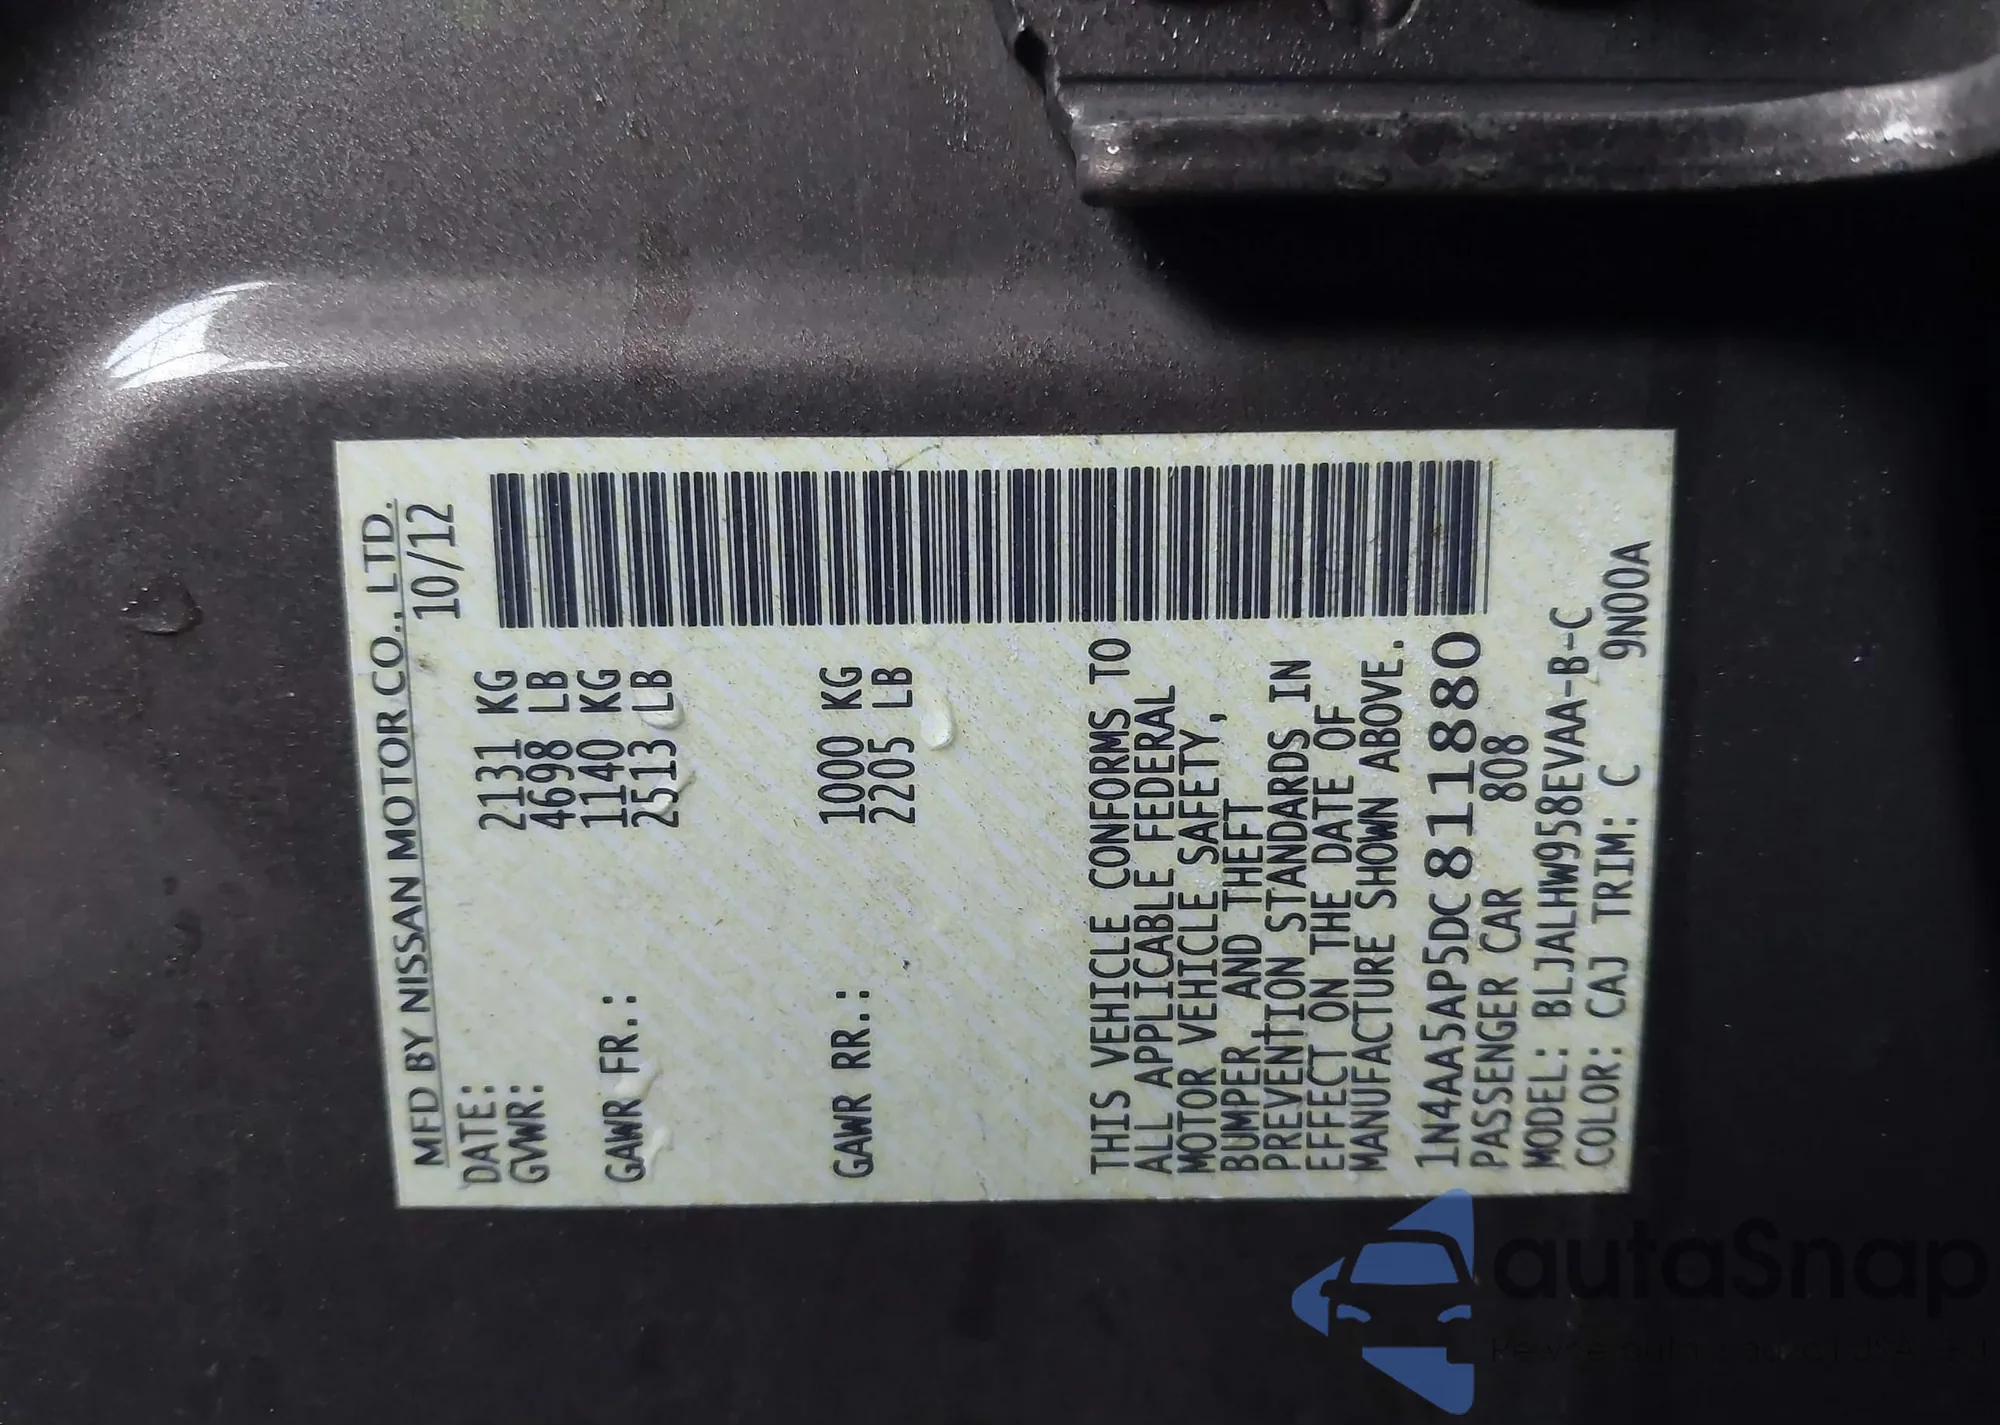 MFD BY NISSAN MOTOR CO., LTD.
DATE: 10/12
GVWR: 2131 KG
4698 LB
GAWR FR.: 1140 KG
2513 LB
GAWR RR.: 1000 KG
2205 LB
THIS VEHICLE CONFORMS TO
ALL APPLICABLE FEDERAL
MOTOR VEHICLE SAFETY,
BUMPER, AND THEFT
PREVENTION STANDARDS IN
EFFECT ON THE DATE OF
MANUFACTURE SHOWN ABOVE.
1N4AA5AP5DC811880
PASSENGER CAR 808
MODEL: BLJALHW958EVAA-B-C
COLOR: CAJ TRIM: C 9N00A
autaSnap